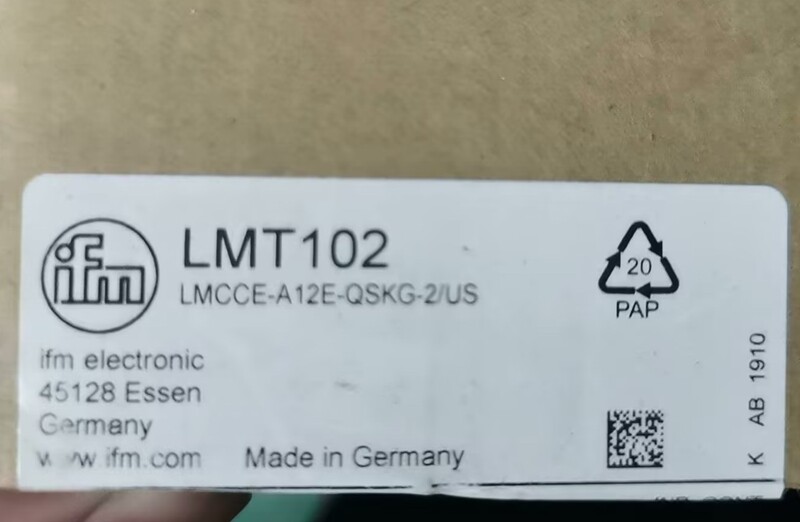 ifm
LMT102
LMCCE-A12E-QSKG-2/US
20
PAP
ifm electronic
45128 Essen
Germany
www.ifm.com
Made in Germany
K AB 1910